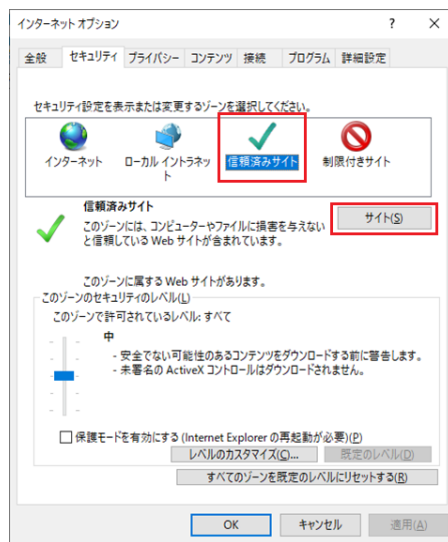 インターネット オプション ? ×
全般 セキュリティ プライバシー コンテンツ 接続 プログラム 詳細設定
セキュリティ設定を表示または変更するゾーンを選択してください。
インターネット ローカル イントラネット 信頼済みサイト 制限付きサイト
信頼済みサイト
サイト(S)
このゾーンには、コンピューターやファイルに損害を与えない
と信頼している Web サイトが含まれています。
このゾーンに属する Web サイトがあります。
このゾーンのセキュリティのレベル(L)
このゾーンで許可されているレベル: すべて
中
- 安全でない可能性のあるコンテンツをダウンロードする前に警告します。
- 未署名の ActiveX コントロールはダウンロードされません。
保護モードを有効にする (Internet Explorer の再起動が必要)(P)
レベルのカスタマイズ(C)... 既定のレベル(D)
すべてのゾーンを既定のレベルにリセットする(R)
OK キャンセル 適用(A)